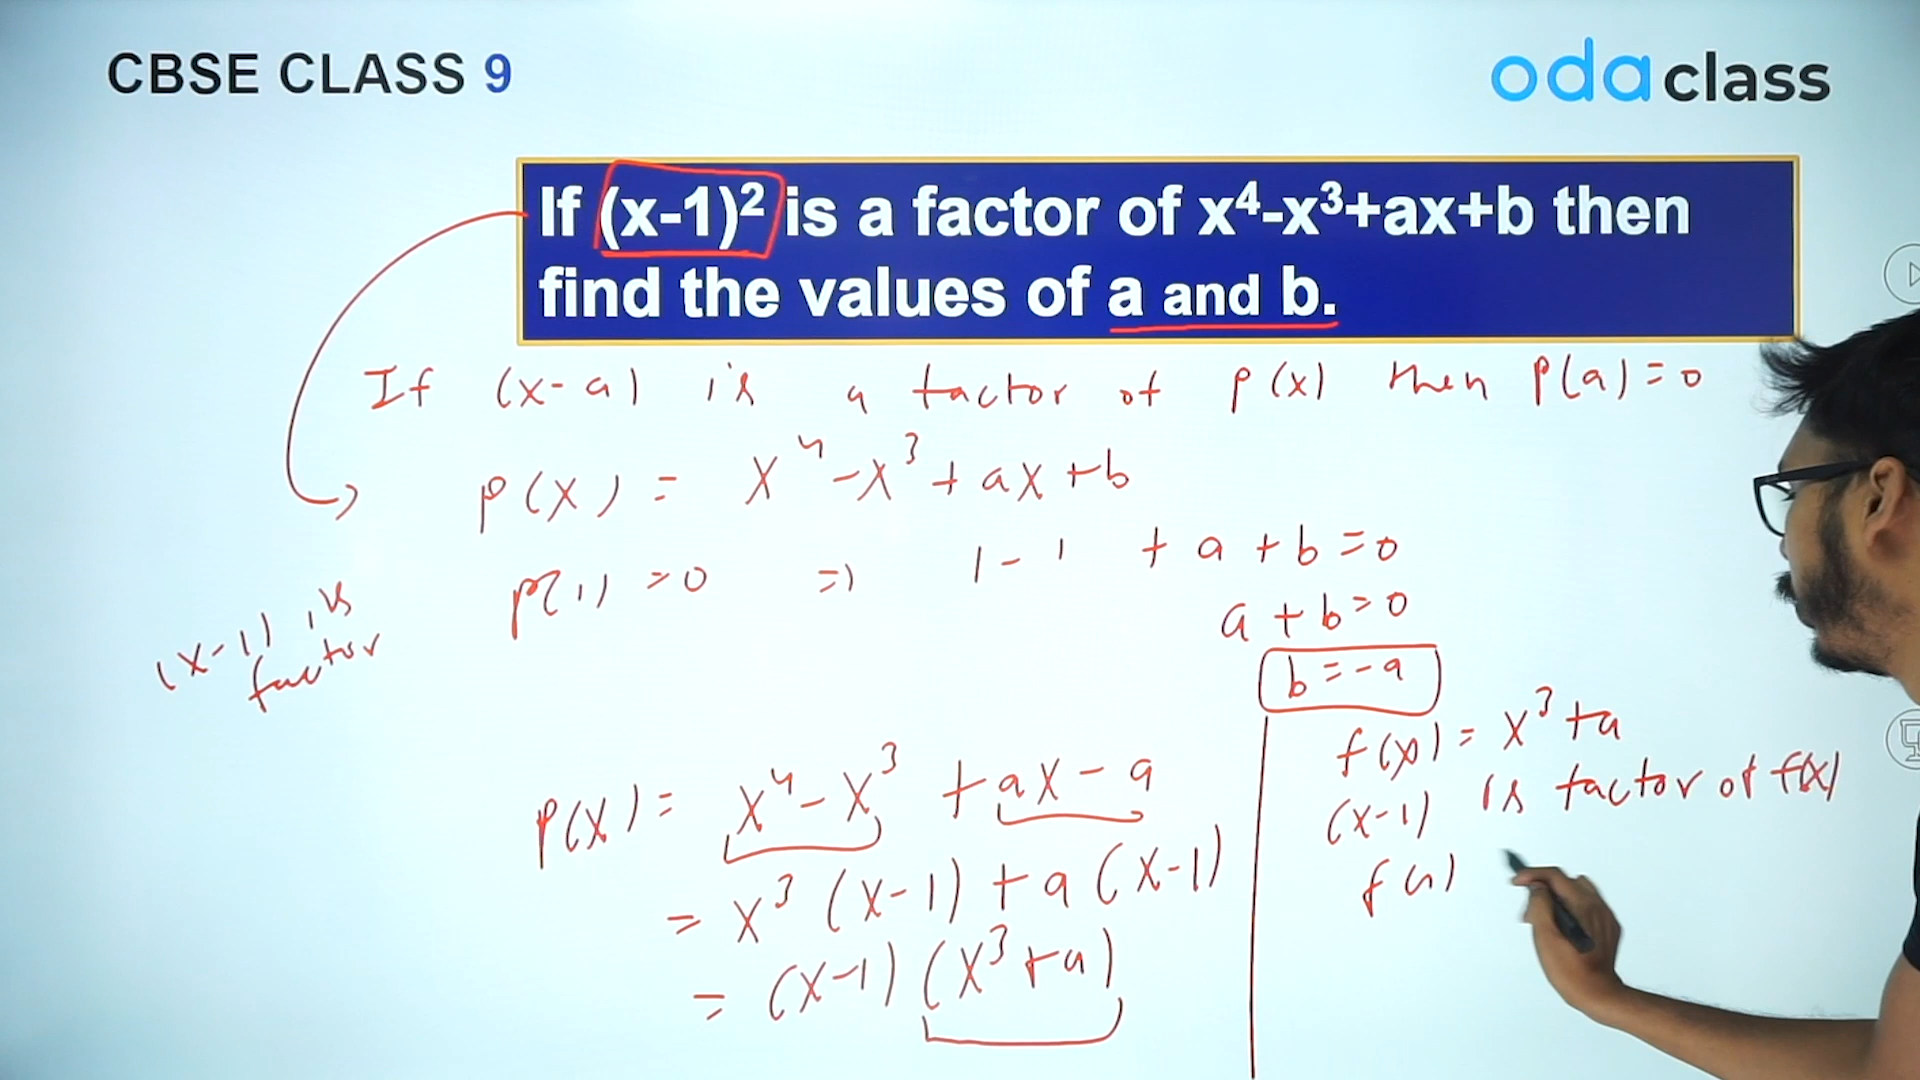 CBSE CLASS 9
odaclass
If (x-1)² is a factor of x⁴-x³+ax+b then
find the values of a and b.
If (x-a) is a factor of p(x) then p(a)=0
p(x) = x⁴-x³+ax+b
p(1) = 0 ⇒ 1-1 + a + b = 0
(x-1) is
factor
a + b = 0
b = -a
p(x) = x⁴-x³ +ax-a
= x³ (x-1) + a (x-1)
= (x-1) (x³+a)
f(x) = x³+a
(x-1) is factor of f(x)
f(1)